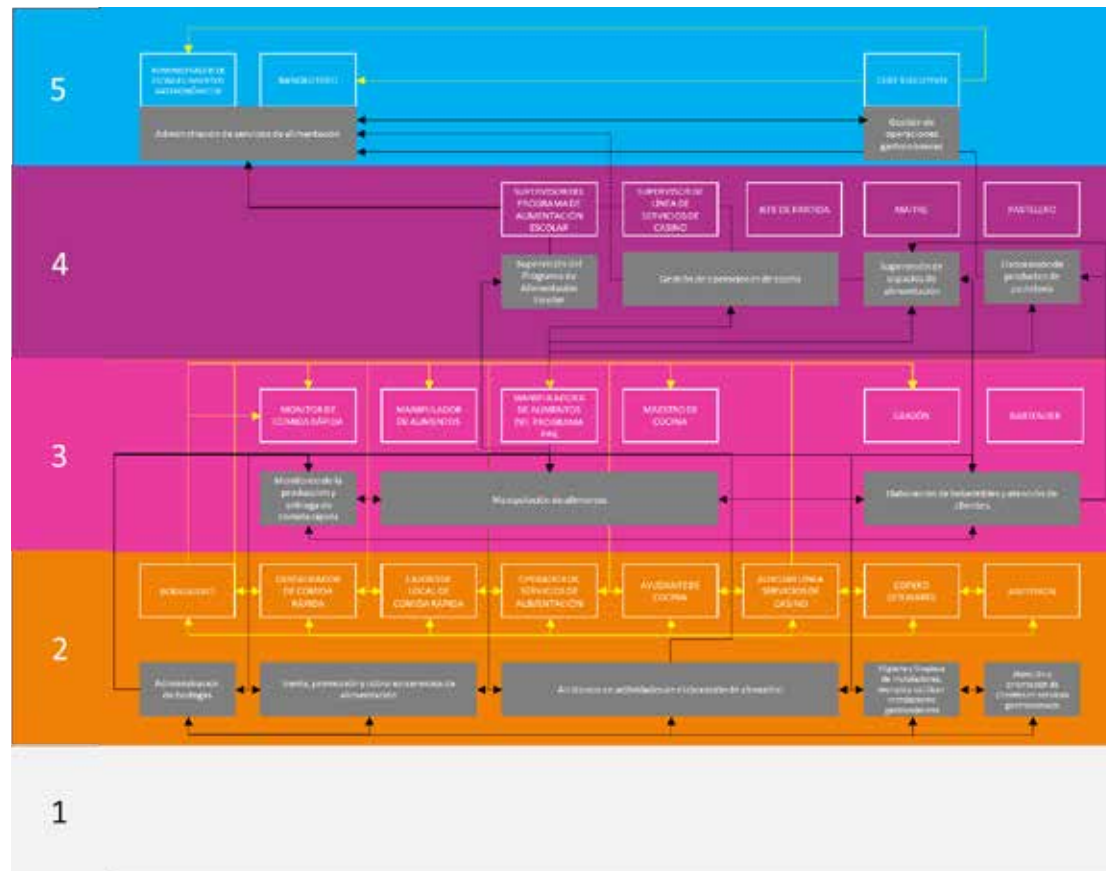 5
ADMINISTRADOR DE
ESTABLECIMIENTOS
GASTRONÓMICOS
BANQUETERO
CHEF EJECUTIVO
Administración de servicios de alimentación
Gestión de
operaciones
gastronómicas
4
SUPERVISOR DEL
PROGRAMA DE
ALIMENTACIÓN
ESCOLAR
SUPERVISOR DE
LÍNEA DE
SERVICIOS DE
CASINO
JEFE DE PARTIDA
MAITRE
PASTELERO
Supervisión del
Programa de
Alimentación
Escolar
Gestión de operaciones de cocina
Supervisión de
espacios de
alimentación
Elaboración de
productos de
pastelería
3
MONITOR DE
COMIDA RÁPIDA
MANIPULADOR
DE ALIMENTOS
MANIPULADORA
DE ALIMENTOS
DEL PROGRAMA
PAE
MAESTRO DE
COCINA
GARZÓN
BARTENDER
Monitoreo de la
producción y
entrega de
comida rápida
Manipulación de alimentos
Elaboración de bebestibles y atención de
clientes
2
BODEGUERO
DE COMIDA
RÁPIDA
CAJERO DE
LOCAL DE
COMIDA RÁPIDA
OPERADOR DE
SERVICIOS DE
ALIMENTACIÓN
AYUDANTE DE
COCINA
AUXILIAR LÍNEA
SERVICIOS DE
CASINO
COPERO
ANFITRIÓN
Administración
de bodegas
Venta, promoción y cobro en servicios de
alimentación
Asistencia en actividades en elaboración de alimentos
Higiene y limpieza
de instalaciones,
Atención y
orientación de
clientes en servicios
gastronómicos
1